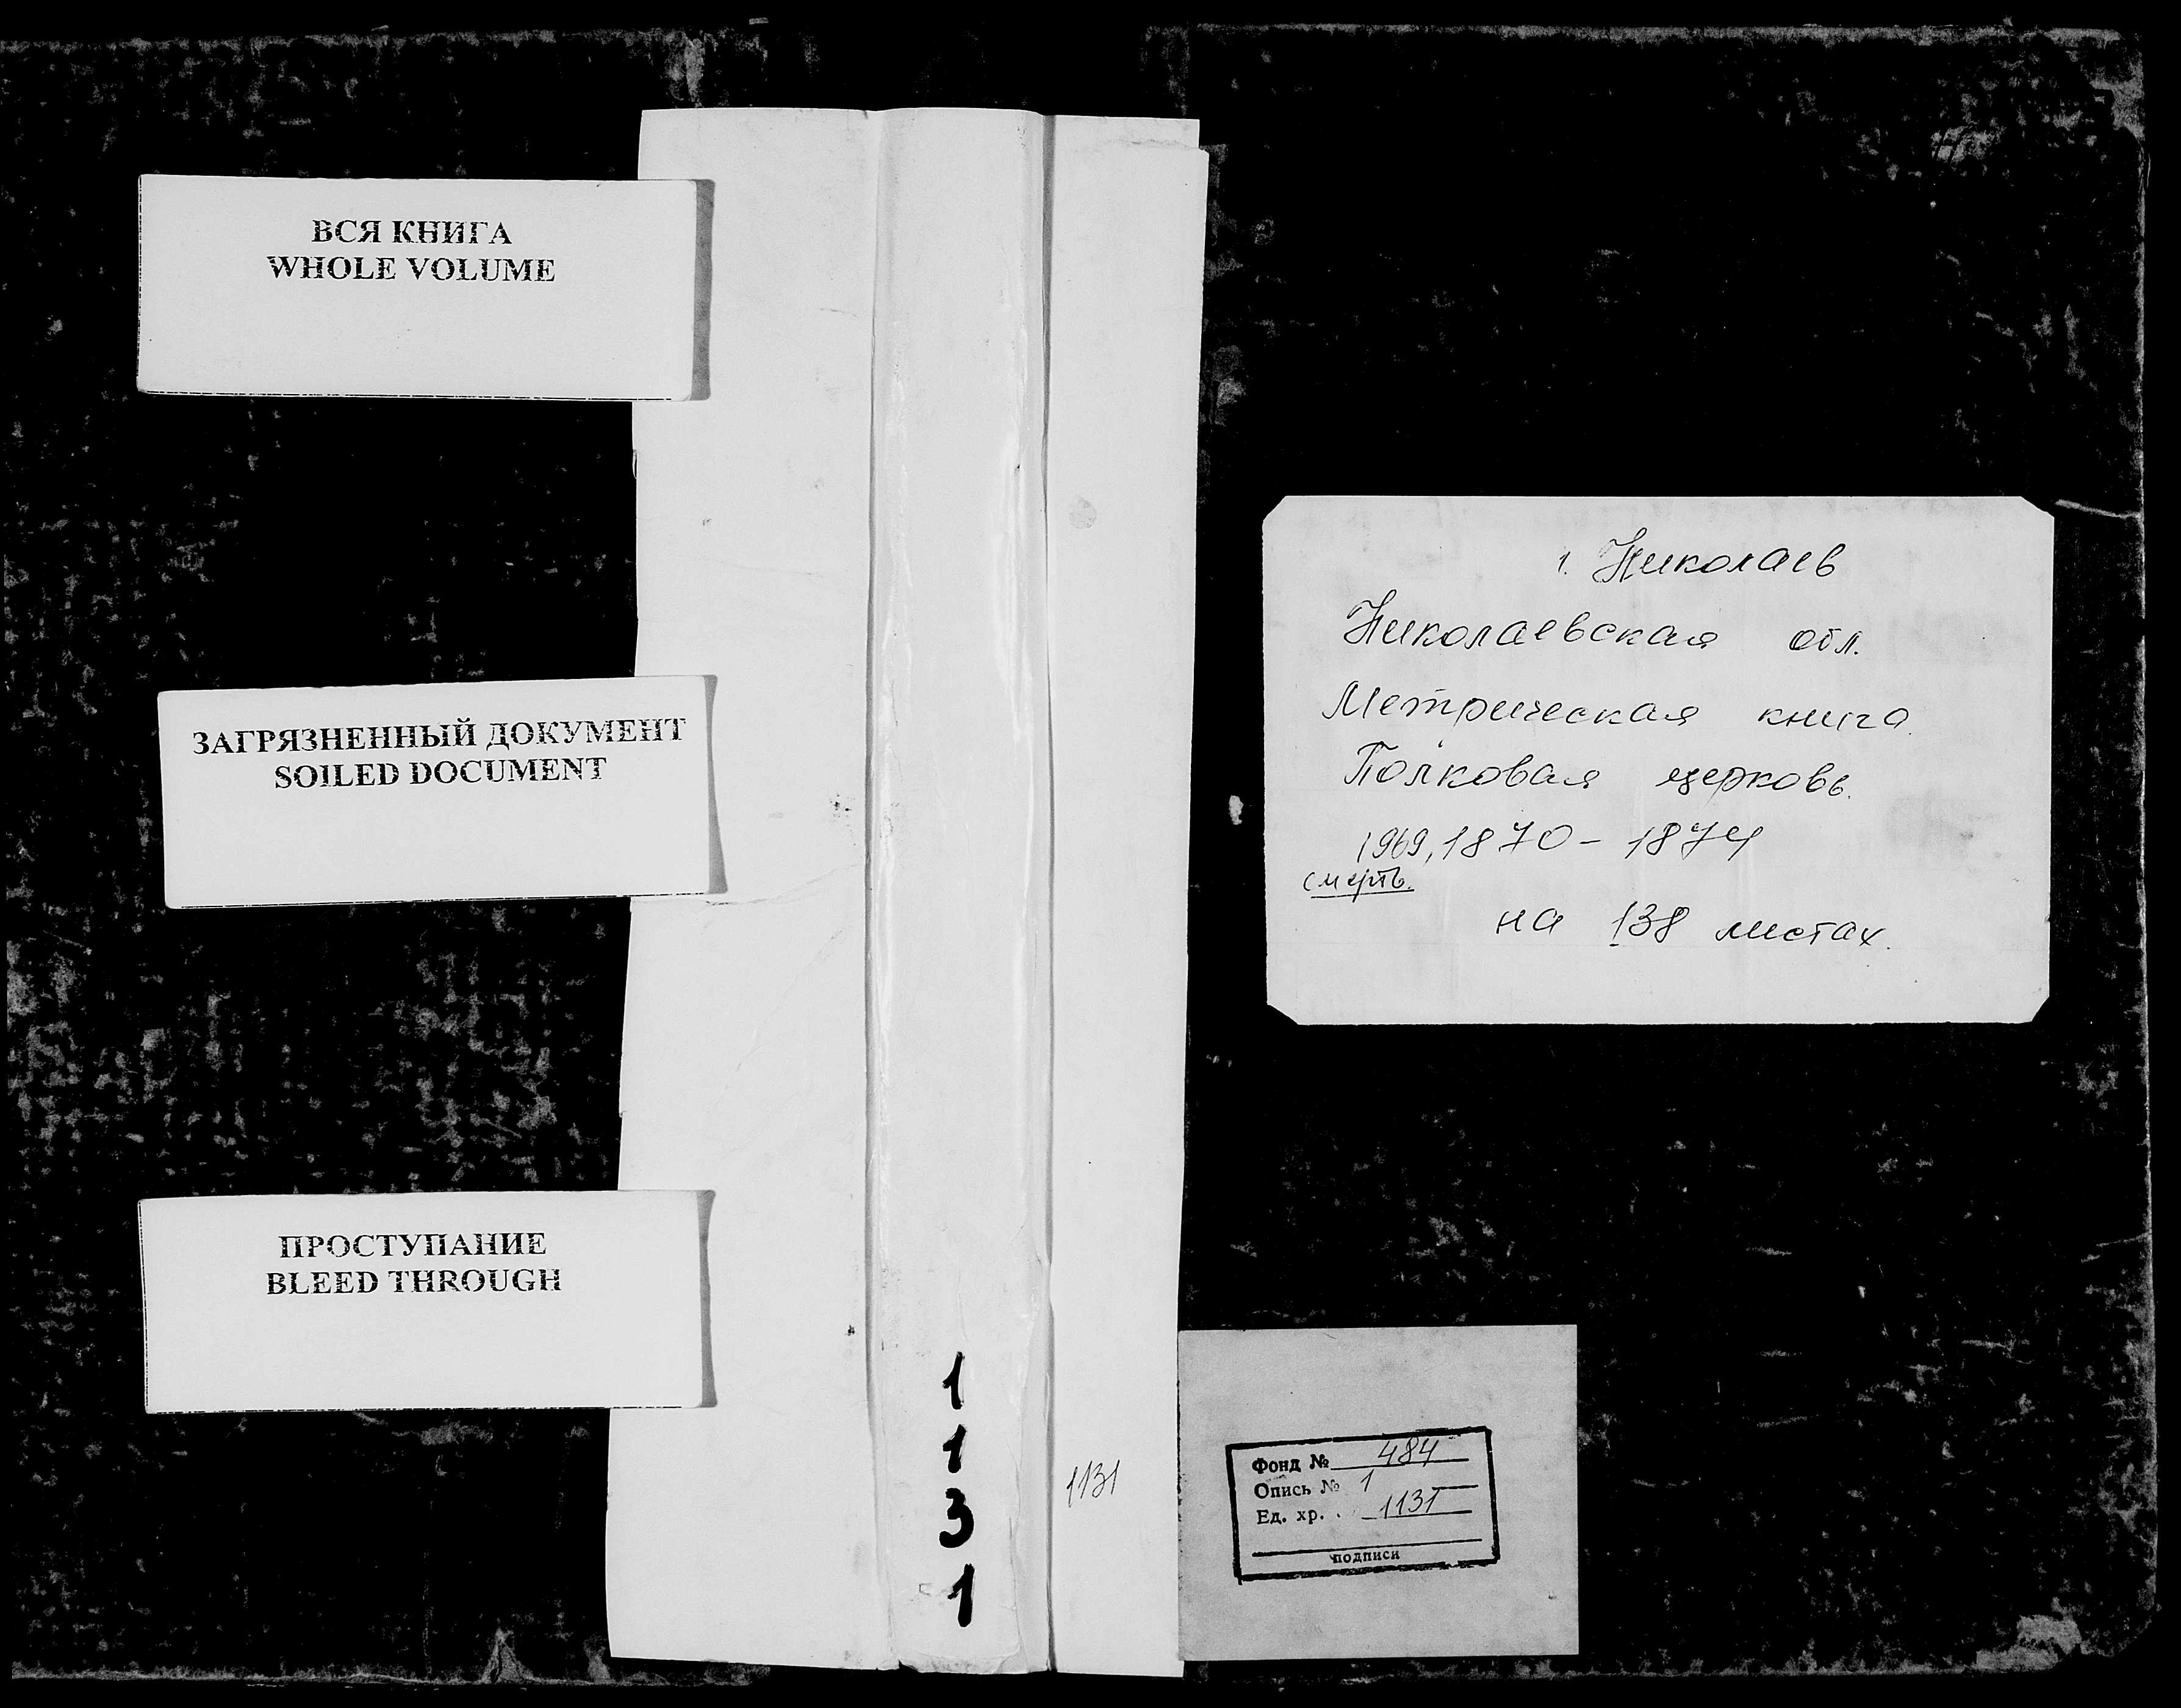 ВСЯ КНИГА
WHOLE VOLUME
ЗАГРЯЗНЕННЫЙ ДОКУМЕНТ
SOILED DOCUMENT
ПРОСТУПАНИЕ
BLEED THROUGH
1
1
3
1
1131
г. Николаев
Николаевская обл.
Метрическая книга.
Полковая церковь.
1969, 1870 - 1874
смерть.
на 138 листах.
Фонд № 484
Опись № 1
Ед. хр. . 1131
подписи